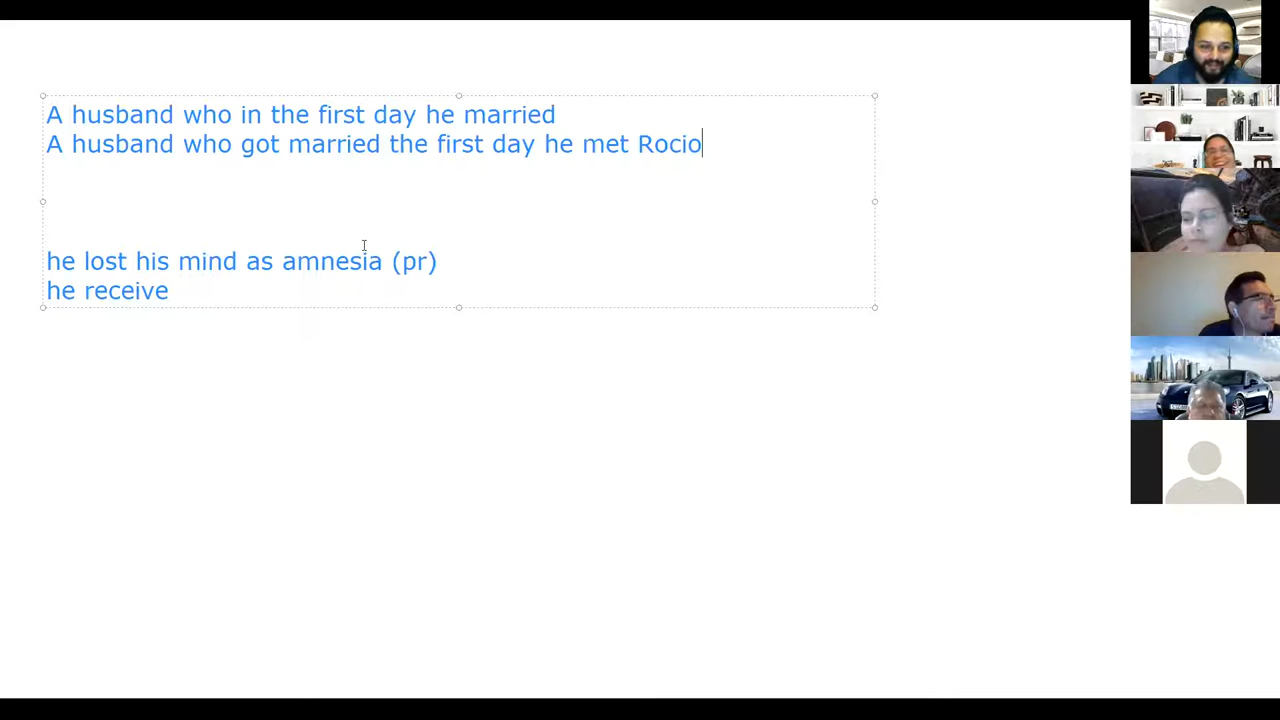 A husband who in the first day he married
A husband who got married the first day he met Rocio
he lost his mind as amnesia (pr)
he receive